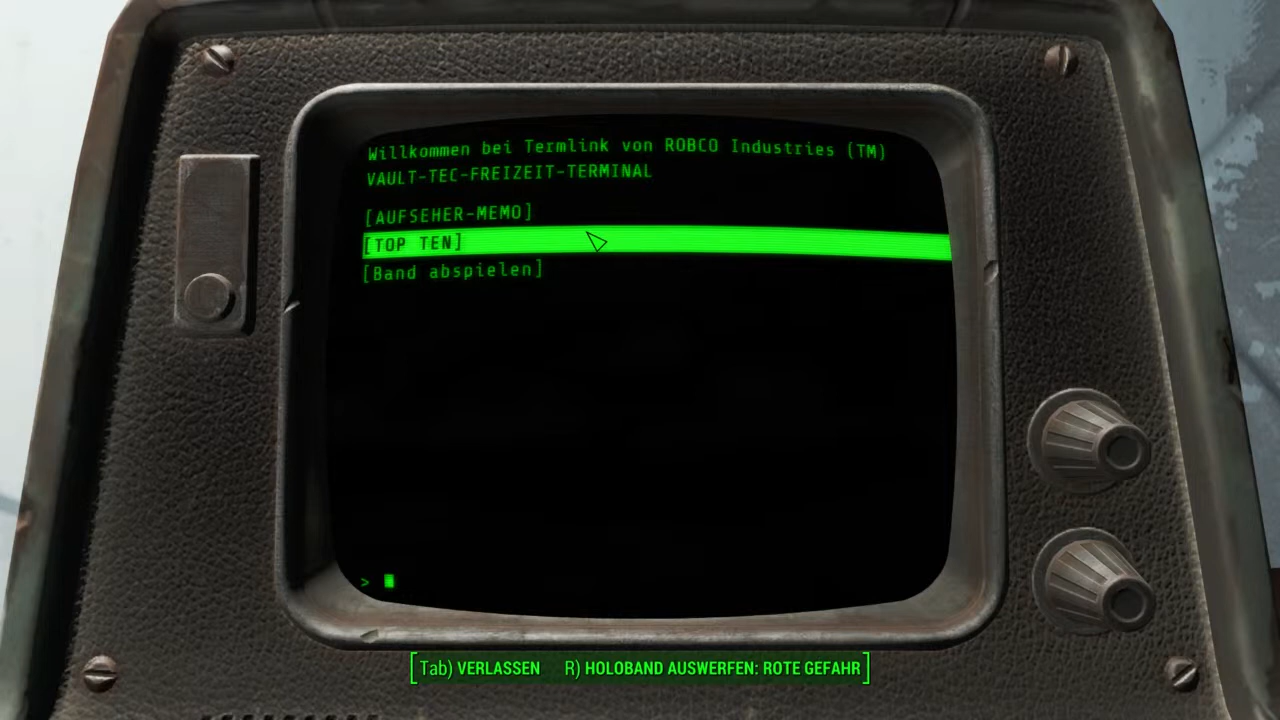 Willkommen bei Termlink von ROBCO Industries (TM)
VAULT-TEC-FREIZEIT-TERMINAL
[AUFSEHER-MEMO]
[TOP TEN]
[Band abspielen]
>
[Tab) VERLASSEN R) HOLOBAND AUSWERFEN: ROTE GEFAHR]